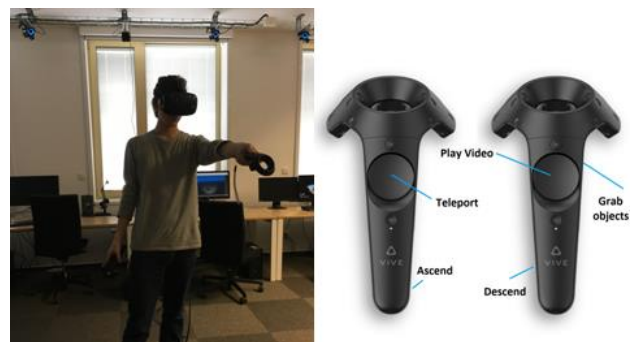 Play Video
Teleport
Grab
objects
Ascend
Descend
VIVE
VIVE